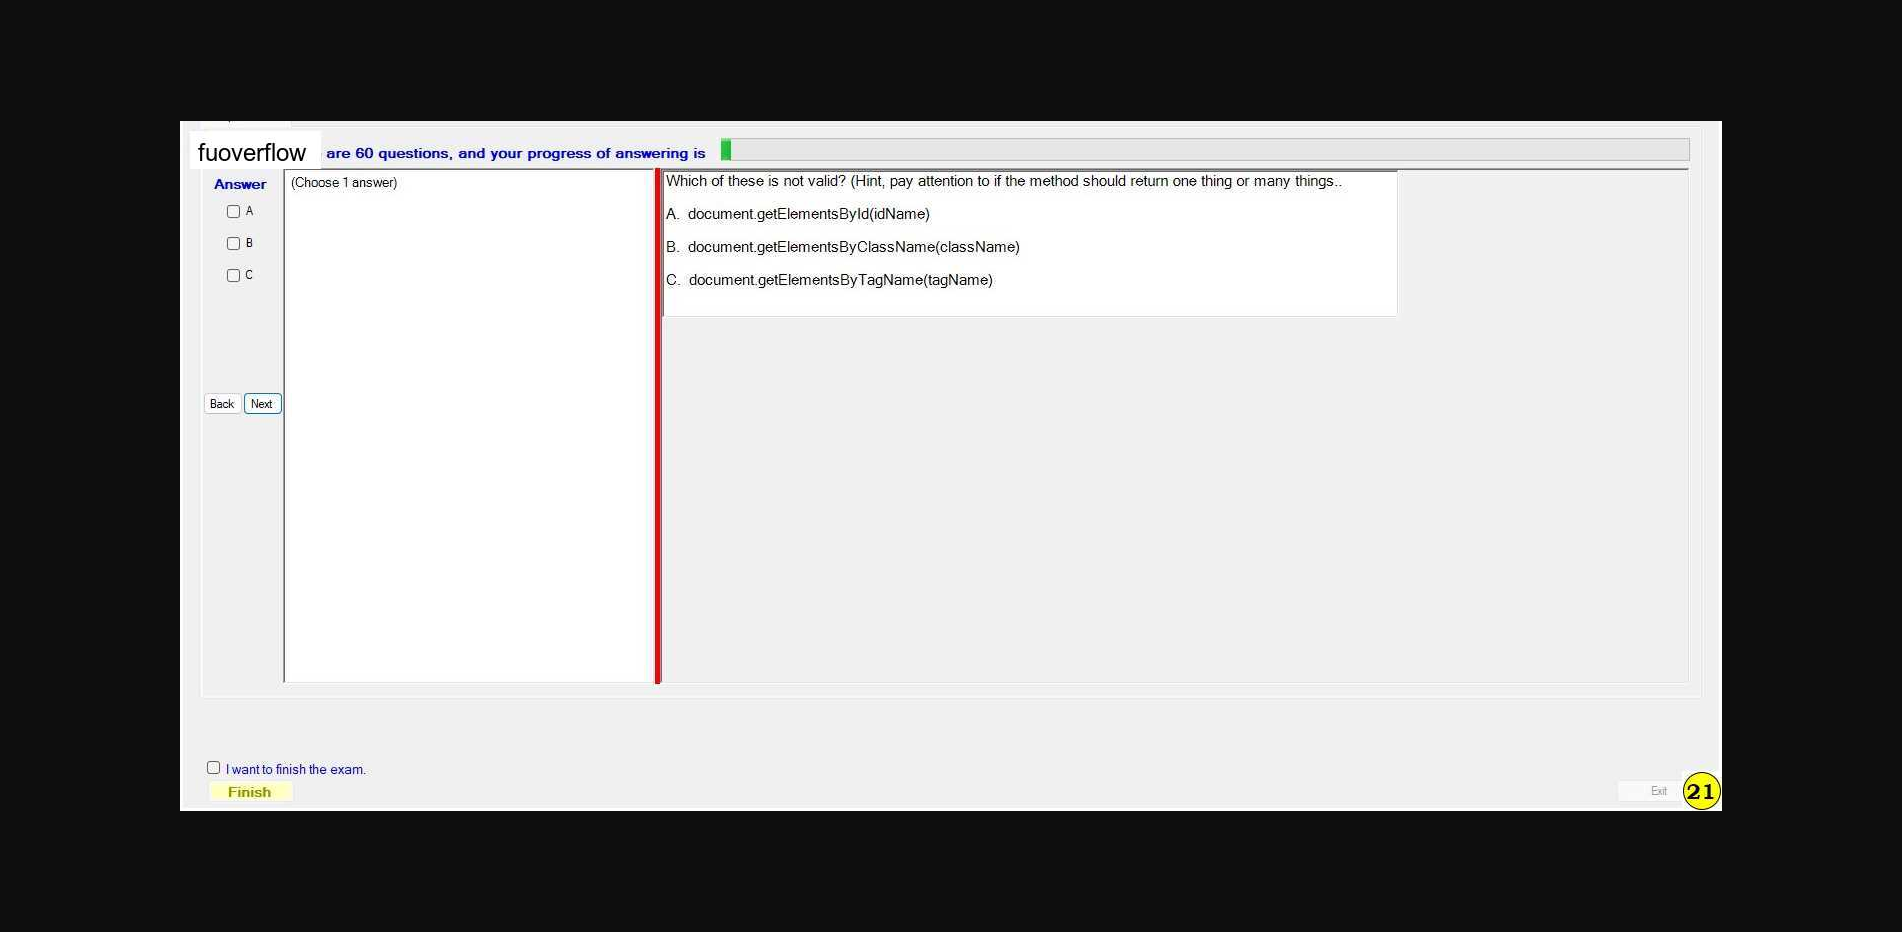 fuoverflow are 60 questions, and your progress of answering is
Answer
A
B
C
Back Next
(Choose 1 answer)
Which of these is not valid? (Hint, pay attention to if the method should return one thing or many things..
A. document.getElementsById(idName)
B. document.getElementsByClassName(className)
C. document.getElementsByTagName(tagName)
I want to finish the exam.
Finish
Exit
21